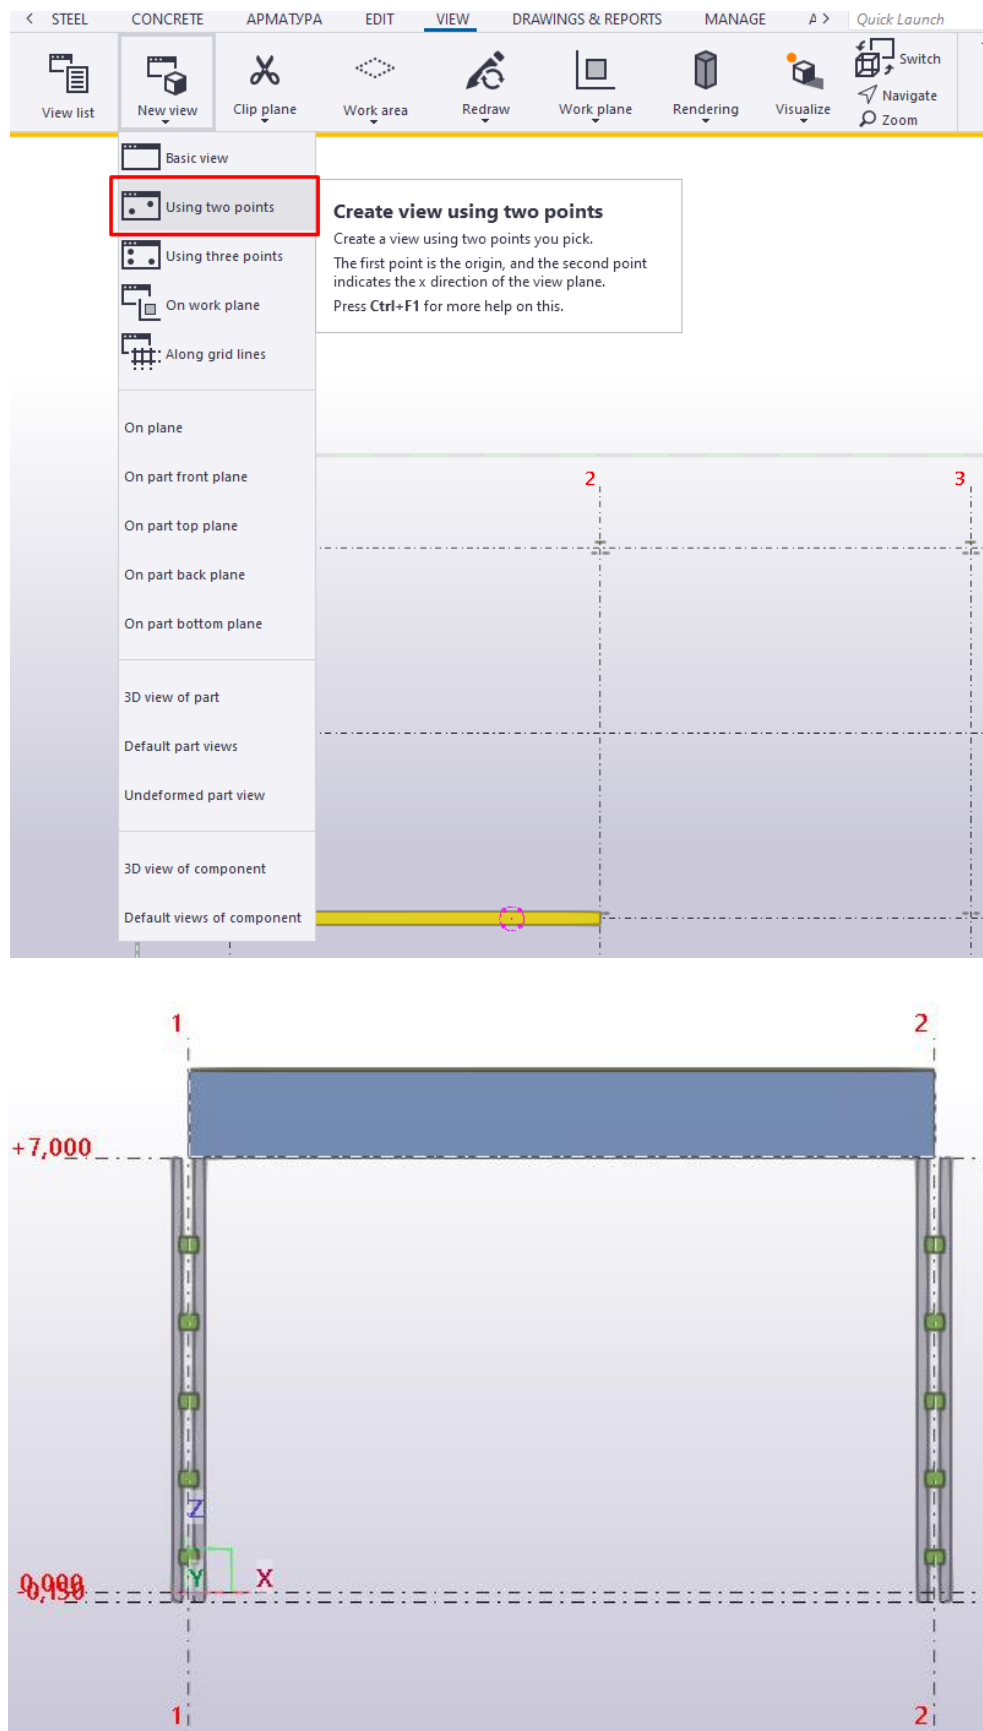 < STEEL CONCRETE АРМАТУРА EDIT VIEW DRAWINGS & REPORTS MANAGE A > Quick Launch
View list New view Clip plane Work area Redraw Work plane Rendering Visualize
Switch
Navigate
Zoom
Basic view
Using two points
Using three points
On work plane
Along grid lines
Create view using two points
Create a view using two points you pick.
The first point is the origin, and the second point
indicates the x direction of the view plane.
Press Ctrl+F1 for more help on this.
On plane
On part front plane
On part top plane
On part back plane
On part bottom plane
3D view of part
Default part views
Undeformed part view
3D view of component
Default views of component
2 3
1 2
+7,000
Z
Y X
0,000
-0,150
1 2